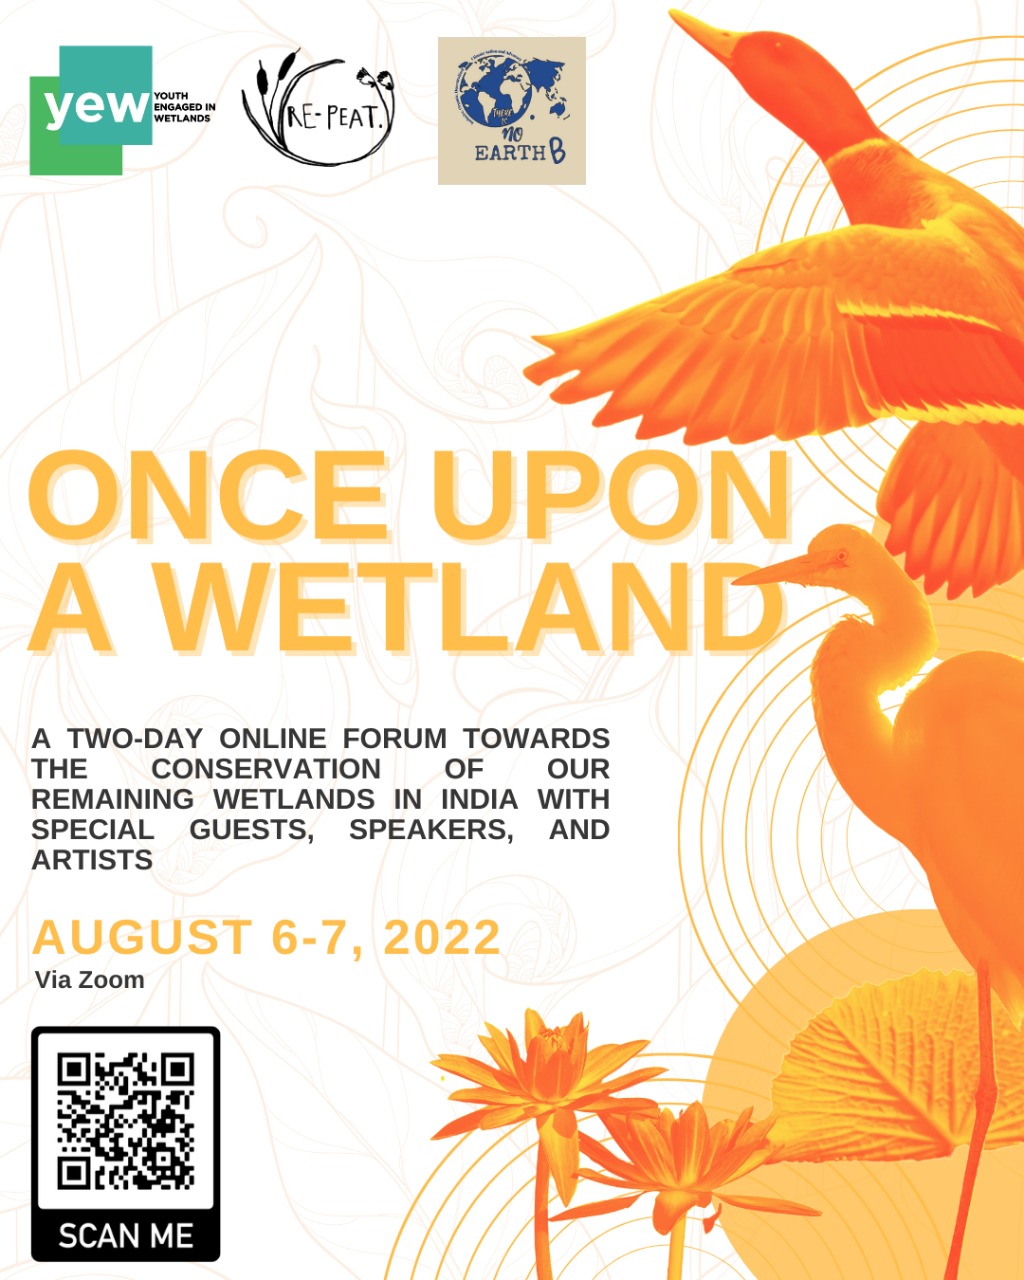 yew
YOUTH
ENGAGED IN
WETLANDS
RE-PEAT.
THERE
IS
no
EARTH B
ONCE UPON
A WETLAND
A TWO-DAY ONLINE FORUM TOWARDS
THE CONSERVATION OF OUR
REMAINING WETLANDS IN INDIA WITH
SPECIAL GUESTS, SPEAKERS, AND
ARTISTS
AUGUST 6-7, 2022
Via Zoom
SCAN ME